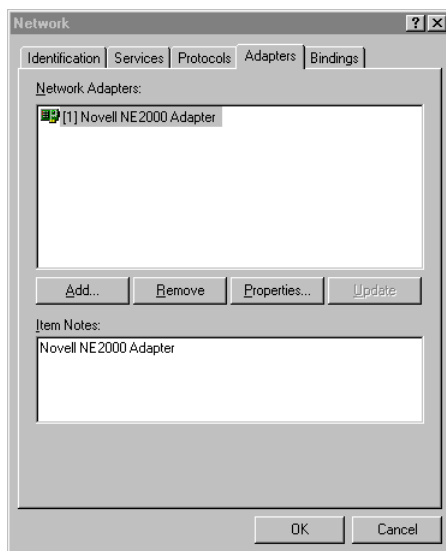 Network
Identification Services Protocols Adapters Bindings
Network Adapters:
[1] Novell NE2000 Adapter
Add... Remove Properties... Update
Item Notes:
Novell NE2000 Adapter
OK Cancel